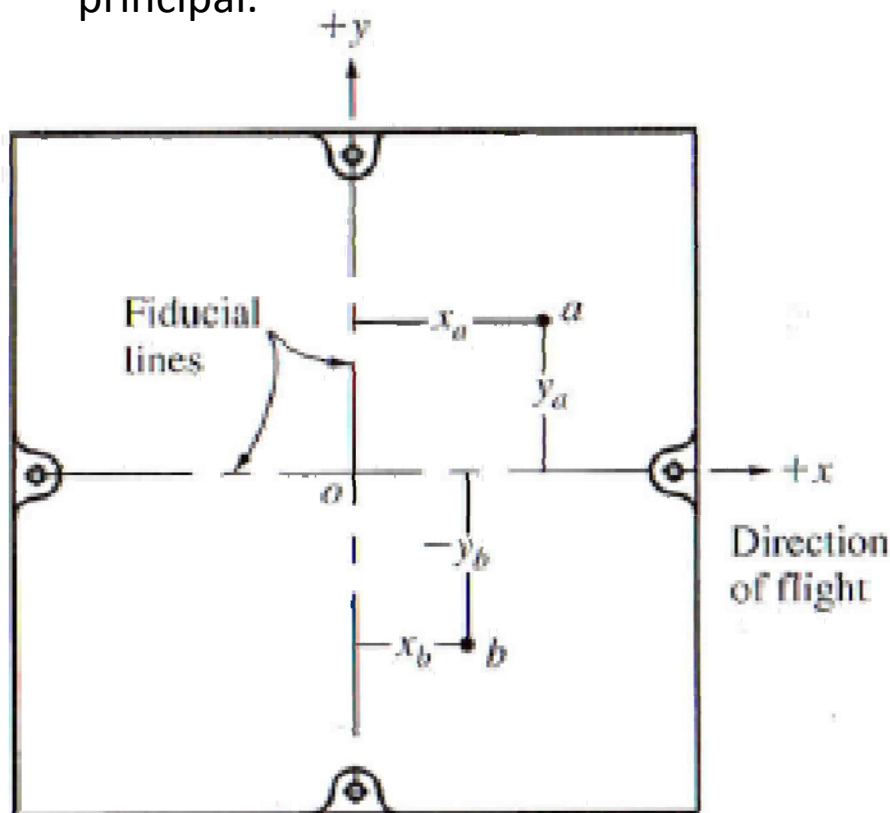 principal.
+y
Fiducial
lines
x_a
a
y_a
o
+x
−y_b
Direction
of flight
x_b
b